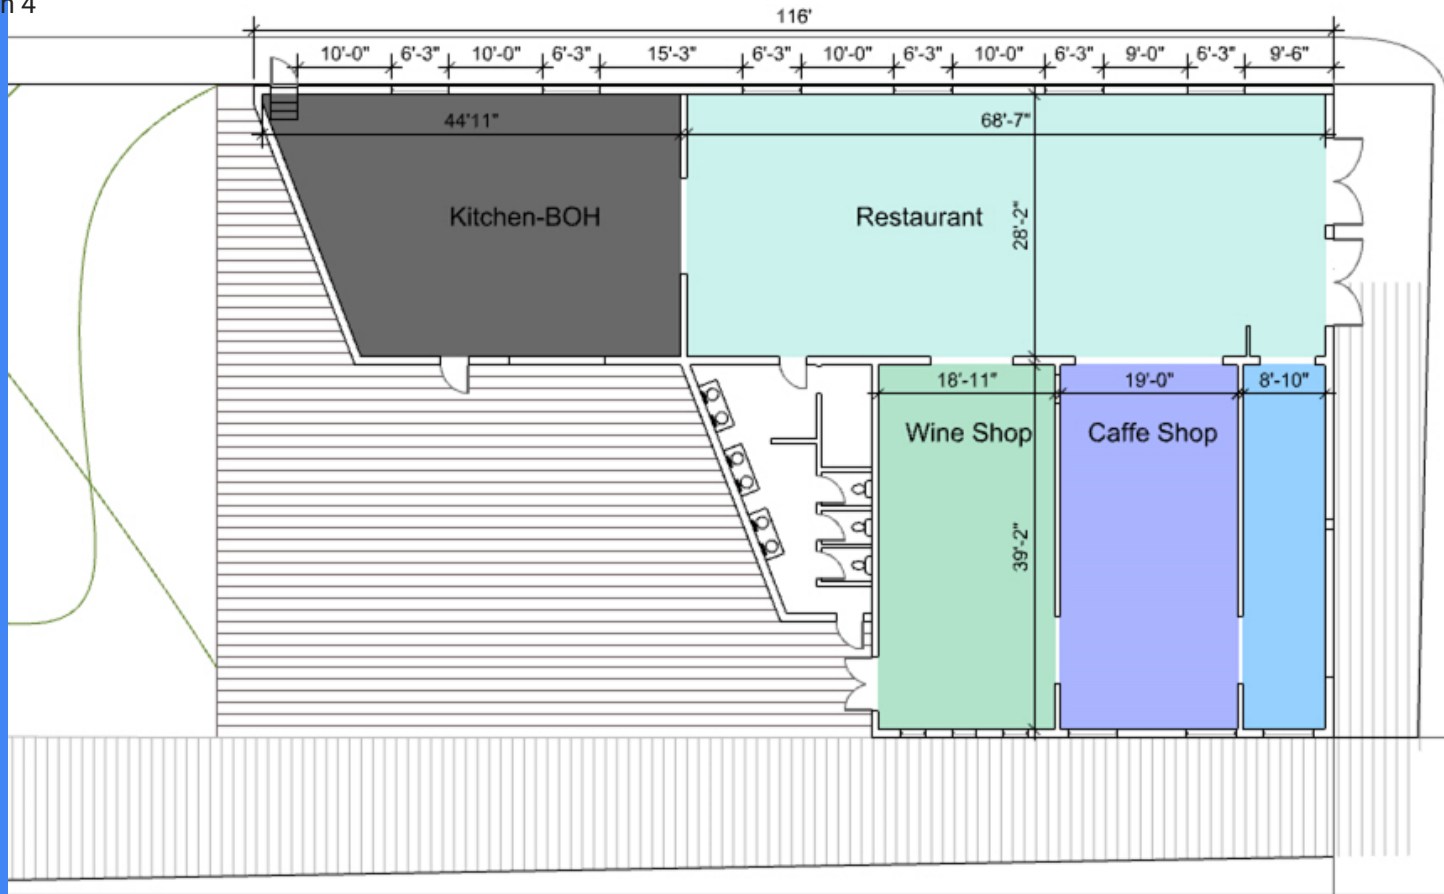 n 4
116'
10'-0" 6'-3" 10'-0" 6'-3" 15'-3" 6'-3" 10'-0" 6'-3" 10'-0" 6'-3" 9'-0" 6'-3" 9'-6"
44'11" 68'-7"
Kitchen-BOH Restaurant 28'-2"
18'-11" 19'-0" 8'-10"
Wine Shop Caffe Shop
39'-2"